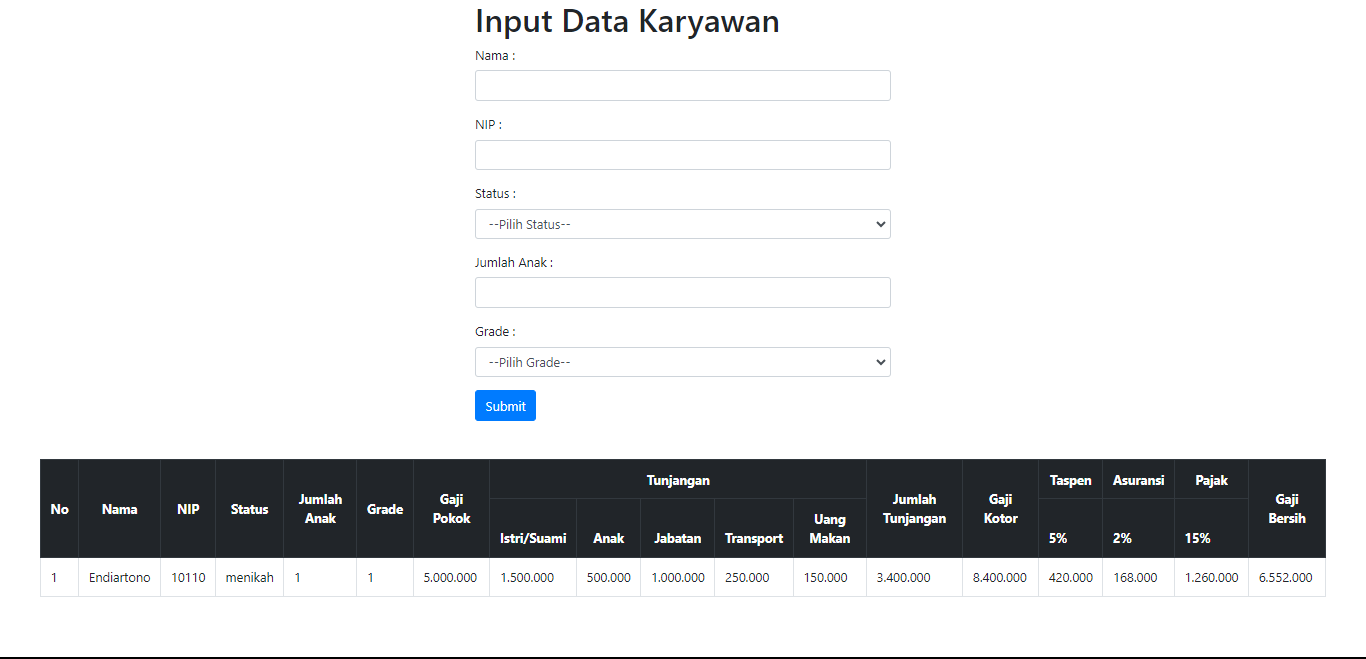 Input Data Karyawan
Nama :
NIP :
Status :
--Pilih Status--
Jumlah Anak :
Grade :
--Pilih Grade--
Submit
No Nama NIP Status Jumlah Anak Grade Gaji Pokok Tunjangan Jumlah Tunjangan Gaji Kotor Taspen Asuransi Pajak Gaji Bersih
Istri/Suami Anak Jabatan Transport Uang Makan 5% 2% 15%
1 Endiartono 10110 menikah 1 1 5.000.000 1.500.000 500.000 1.000.000 250.000 150.000 3.400.000 8.400.000 420.000 168.000 1.260.000 6.552.000